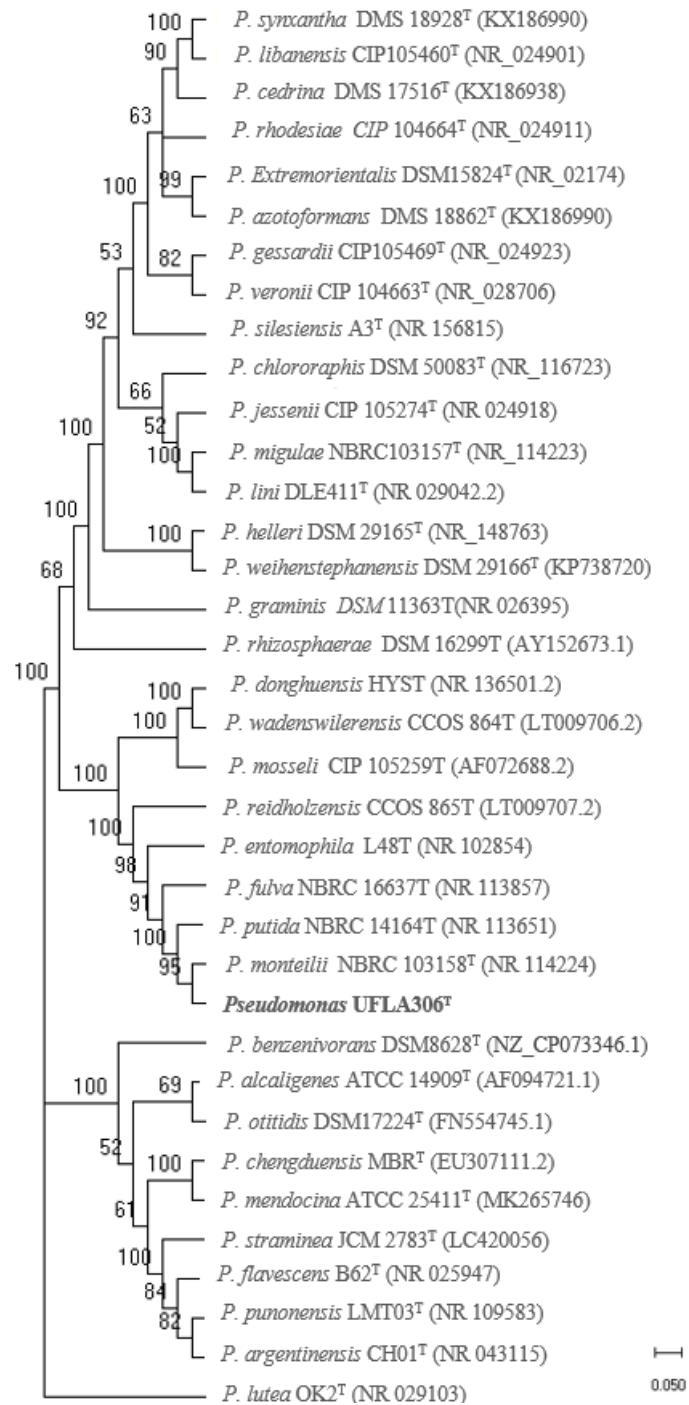 100 P. synxantha DMS 18928ᵀ (KX186990)
90 P. libanensis CIP105460ᵀ (NR_024901)
P. cedrina DMS 17516ᵀ (KX186938)
63 P. rhodesiae CIP 104664ᵀ (NR_024911)
99 P. Extremorientalis DSM15824ᵀ (NR_02174)
100 P. azotoformans DMS 18862ᵀ (KX186990)
53 82 P. gessardii CIP105469ᵀ (NR_024923)
P. veronii CIP 104663ᵀ (NR_028706)
92 P. silesiensis A3ᵀ (NR 156815)
P. chlororaphis DSM 50083ᵀ (NR_116723)
66 P. jessenii CIP 105274ᵀ (NR 024918)
100 52
100 P. migulae NBRC103157ᵀ (NR_114223)
P. lini DLE411ᵀ (NR 029042.2)
100 100 P. helleri DSM 29165ᵀ (NR_148763)
68 P. weihenstephanensis DSM 29166ᵀ (KP738720)
P. graminis DSM 11363T(NR 026395)
P. rhizosphaerae DSM 16299T (AY152673.1)
100 100 P. donghuensis HYST (NR 136501.2)
100 P. wadenswilerensis CCOS 864T (LT009706.2)
100 P. mosseli CIP 105259T (AF072688.2)
P. reidholzensis CCOS 865T (LT009707.2)
100 P. entomophila L48T (NR 102854)
98 P. fulva NBRC 16637T (NR 113857)
91 P. putida NBRC 14164T (NR 113651)
100
95 P. monteilii NBRC 103158ᵀ (NR 114224)
Pseudomonas UFLA306ᵀ
P. benzenivorans DSM8628ᵀ (NZ_CP073346.1)
100 69 P. alcaligenes ATCC 14909ᵀ (AF094721.1)
P. otitidis DSM17224ᵀ (FN554745.1)
52 100 P. chengduensis MBRᵀ (EU307111.2)
61 P. mendocina ATCC 25411ᵀ (MK265746)
100 P. straminea JCM 2783ᵀ (LC420056)
84 P. flavescens B62ᵀ (NR 025947)
82 P. punonensis LMT03ᵀ (NR 109583)
P. argentinensis CH01ᵀ (NR 043115)
0.050
P. lutea OK2ᵀ (NR 029103)